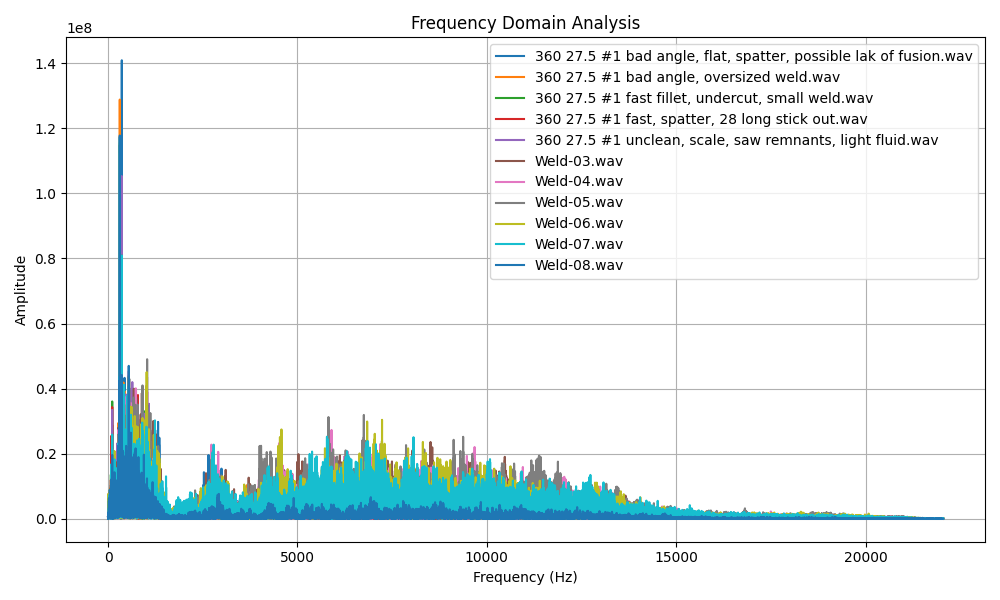 Frequency Domain Analysis
1e8
360 27.5 #1 bad angle, flat, spatter, possible lak of fusion.wav
360 27.5 #1 bad angle, oversized weld.wav
360 27.5 #1 fast fillet, undercut, small weld.wav
360 27.5 #1 fast, spatter, 28 long stick out.wav
360 27.5 #1 unclean, scale, saw remnants, light fluid.wav
Weld-03.wav
Weld-04.wav
Weld-05.wav
Weld-06.wav
Weld-07.wav
Weld-08.wav
1.4
1.2
1.0
0.8
0.6
0.4
0.2
0.0
Amplitude
0
5000
10000
15000
20000
Frequency (Hz)